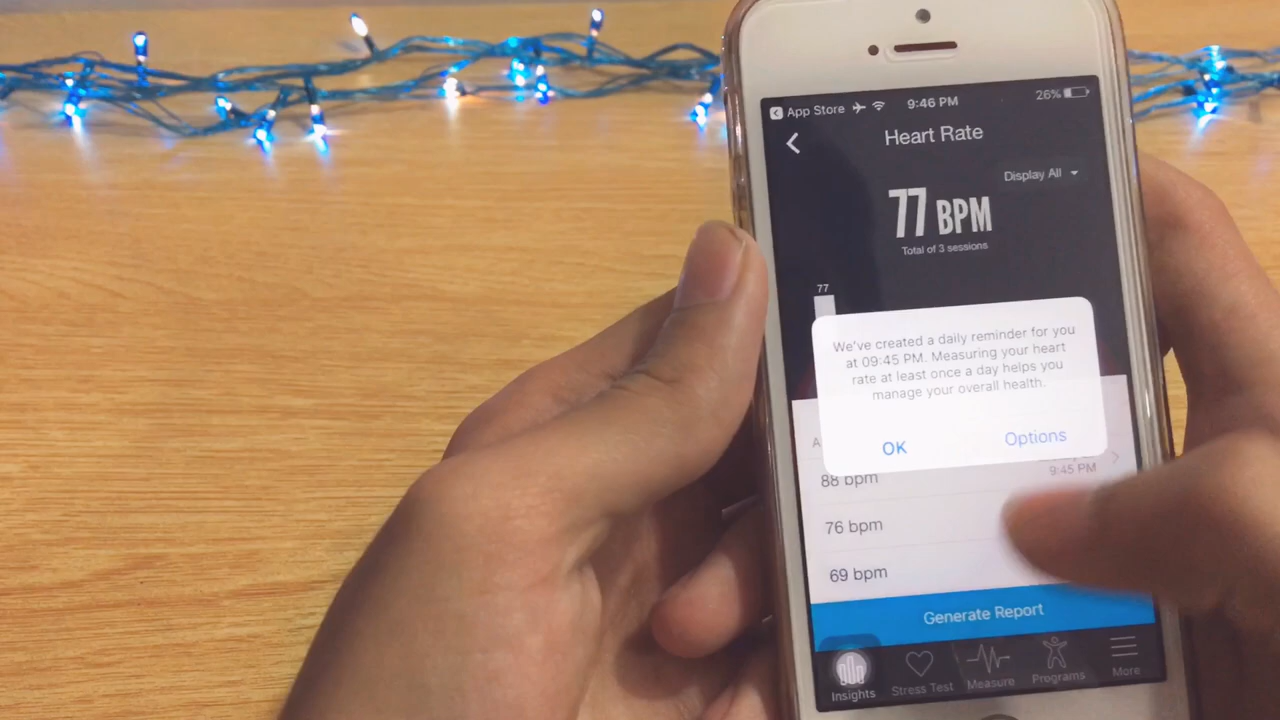 App Store 9:46 PM 26%
Heart Rate
Display All
77 BPM
Total of 3 sessions
77
We've created a daily reminder for you
at 09:45 PM. Measuring your heart
rate at least once a day helps you
manage your overall health.
OK Options
88 bpm 9:45 PM
76 bpm
69 bpm
Generate Report
Insights Stress Test Measure Programs More